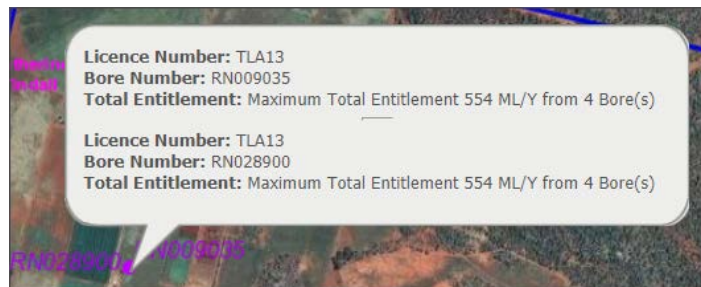 Licence Number: TLA13
Bore Number: RN009035
Total Entitlement: Maximum Total Entitlement 554 ML/Y from 4 Bore(s)
Licence Number: TLA13
Bore Number: RN028900
Total Entitlement: Maximum Total Entitlement 554 ML/Y from 4 Bore(s)
RN028900 RN009035